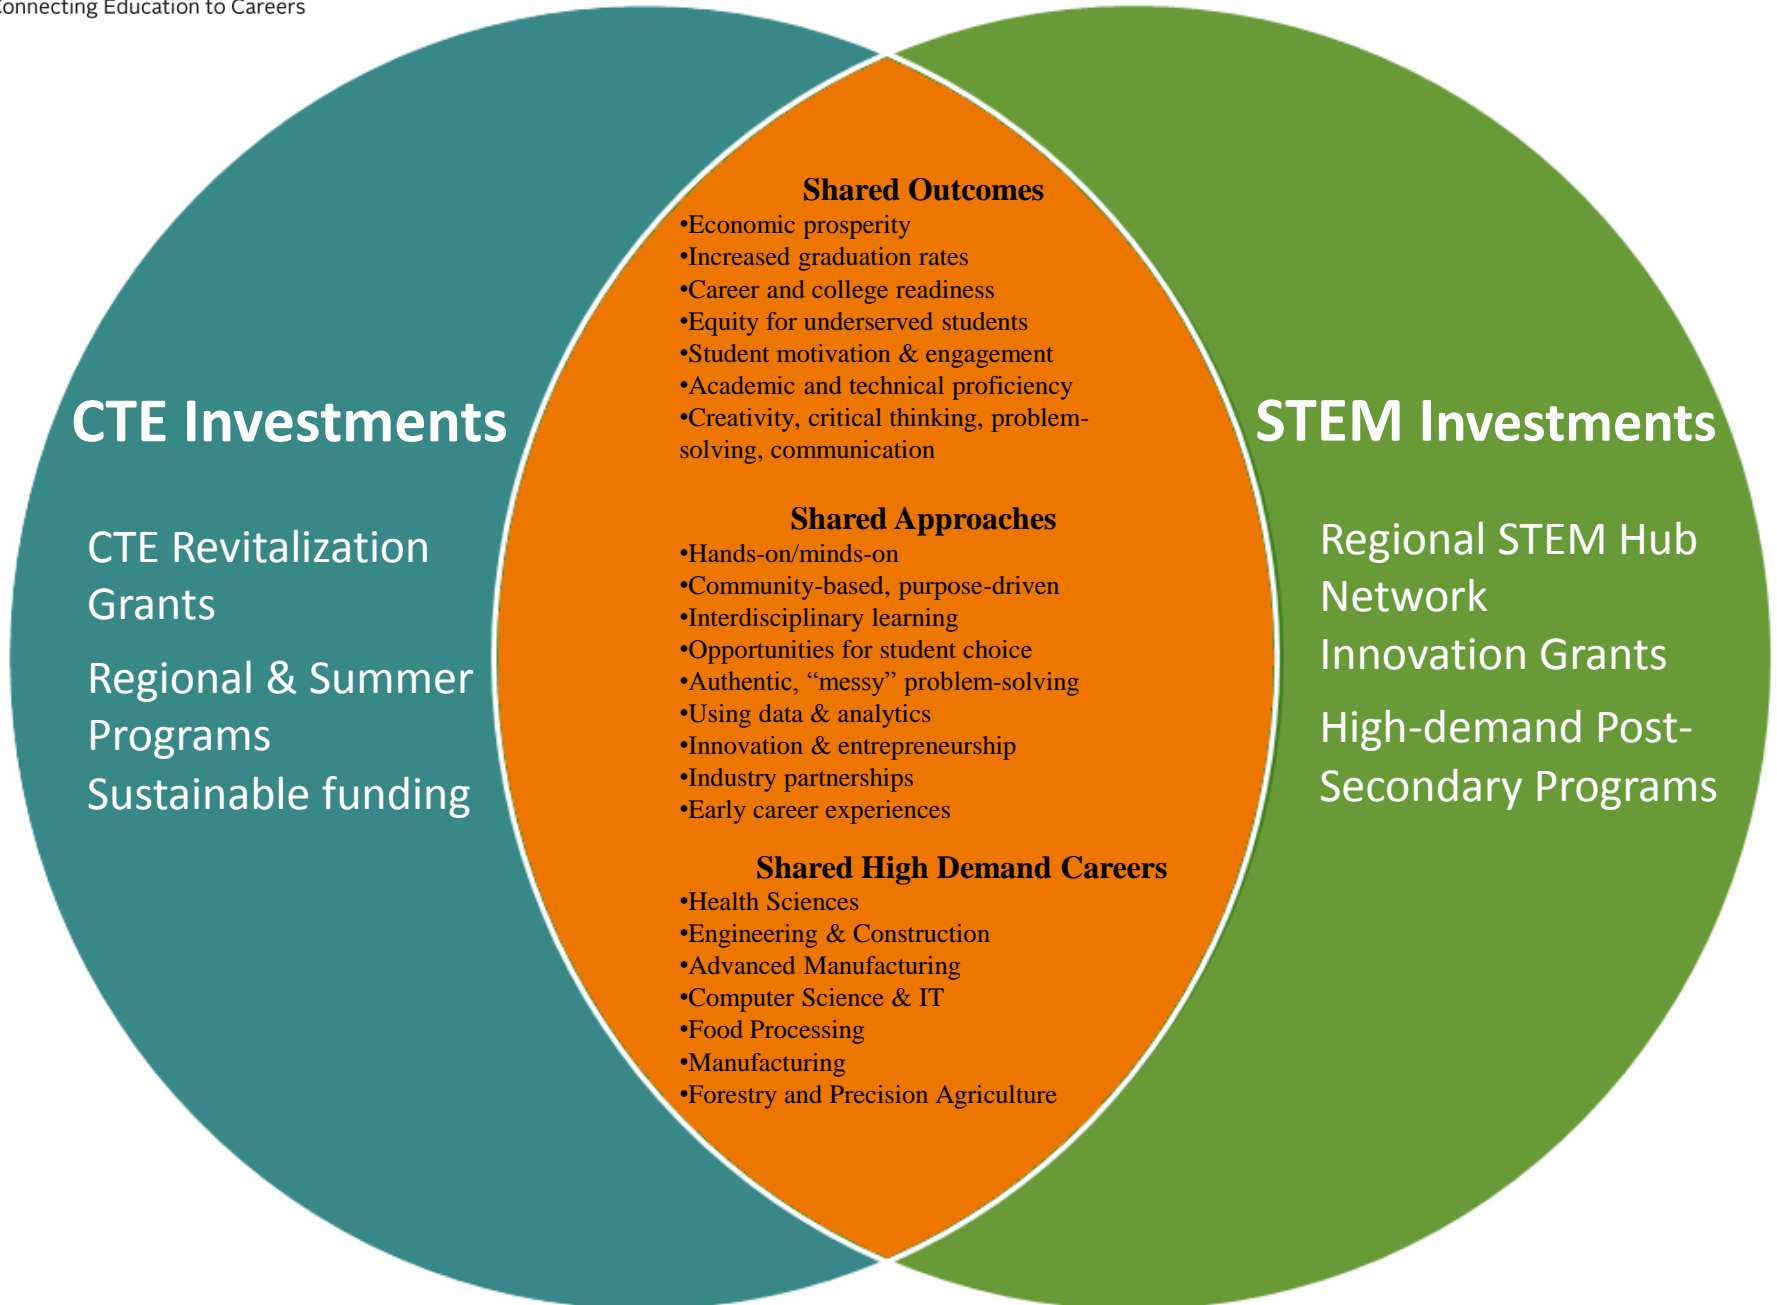 onnecting Education to Careers
CTE Investments
CTE Revitalization
Grants
Regional & Summer
Programs
Sustainable funding
Shared Outcomes
•Economic prosperity
•Increased graduation rates
•Career and college readiness
•Equity for underserved students
•Student motivation & engagement
•Academic and technical proficiency
•Creativity, critical thinking, problem-
solving, communication
Shared Approaches
•Hands-on/minds-on
•Community-based, purpose-driven
•Interdisciplinary learning
•Opportunities for student choice
•Authentic, “messy” problem-solving
•Using data & analytics
•Innovation & entrepreneurship
•Industry partnerships
•Early career experiences
Shared High Demand Careers
•Health Sciences
•Engineering & Construction
•Advanced Manufacturing
•Computer Science & IT
•Food Processing
•Manufacturing
•Forestry and Precision Agriculture
STEM Investments
Regional STEM Hub
Network
Innovation Grants
High-demand Post-
Secondary Programs